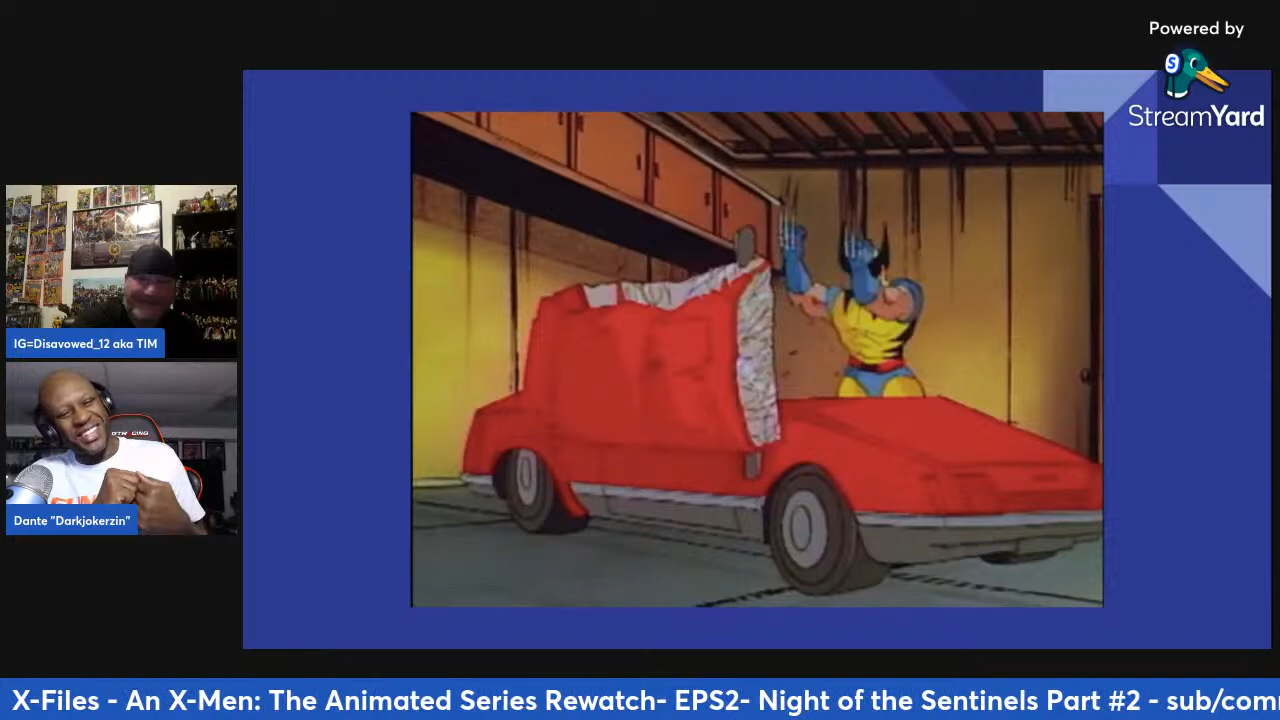 Powered by
StreamYard
IG=Disavowed_12 aka TIM
Dante "Darkjokerzin"
X-Files - An X-Men: The Animated Series Rewatch- EPS2- Night of the Sentinels Part #2 - sub/com